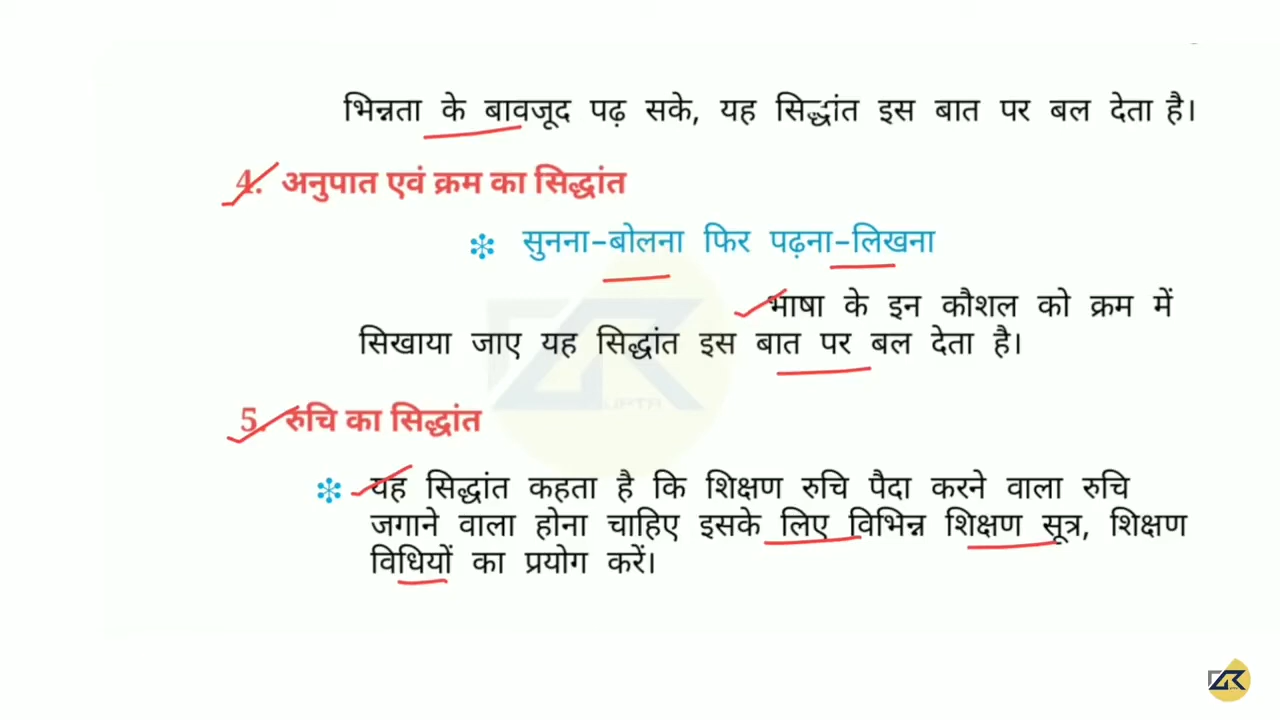 भिन्नता के बावजूद पढ़ सके, यह सिद्धांत इस बात पर बल देता है।
4. अनुपात एवं क्रम का सिद्धांत
सुनना-बोलना फिर पढ़ना-लिखना
भाषा के इन कौशल को क्रम में
सिखाया जाए यह सिद्धांत इस बात पर बल देता है।
5. रुचि का सिद्धांत
यह सिद्धांत कहता है कि शिक्षण रुचि पैदा करने वाला रुचि
जगाने वाला होना चाहिए इसके लिए विभिन्न शिक्षण सूत्र, शिक्षण
विधियों का प्रयोग करें।